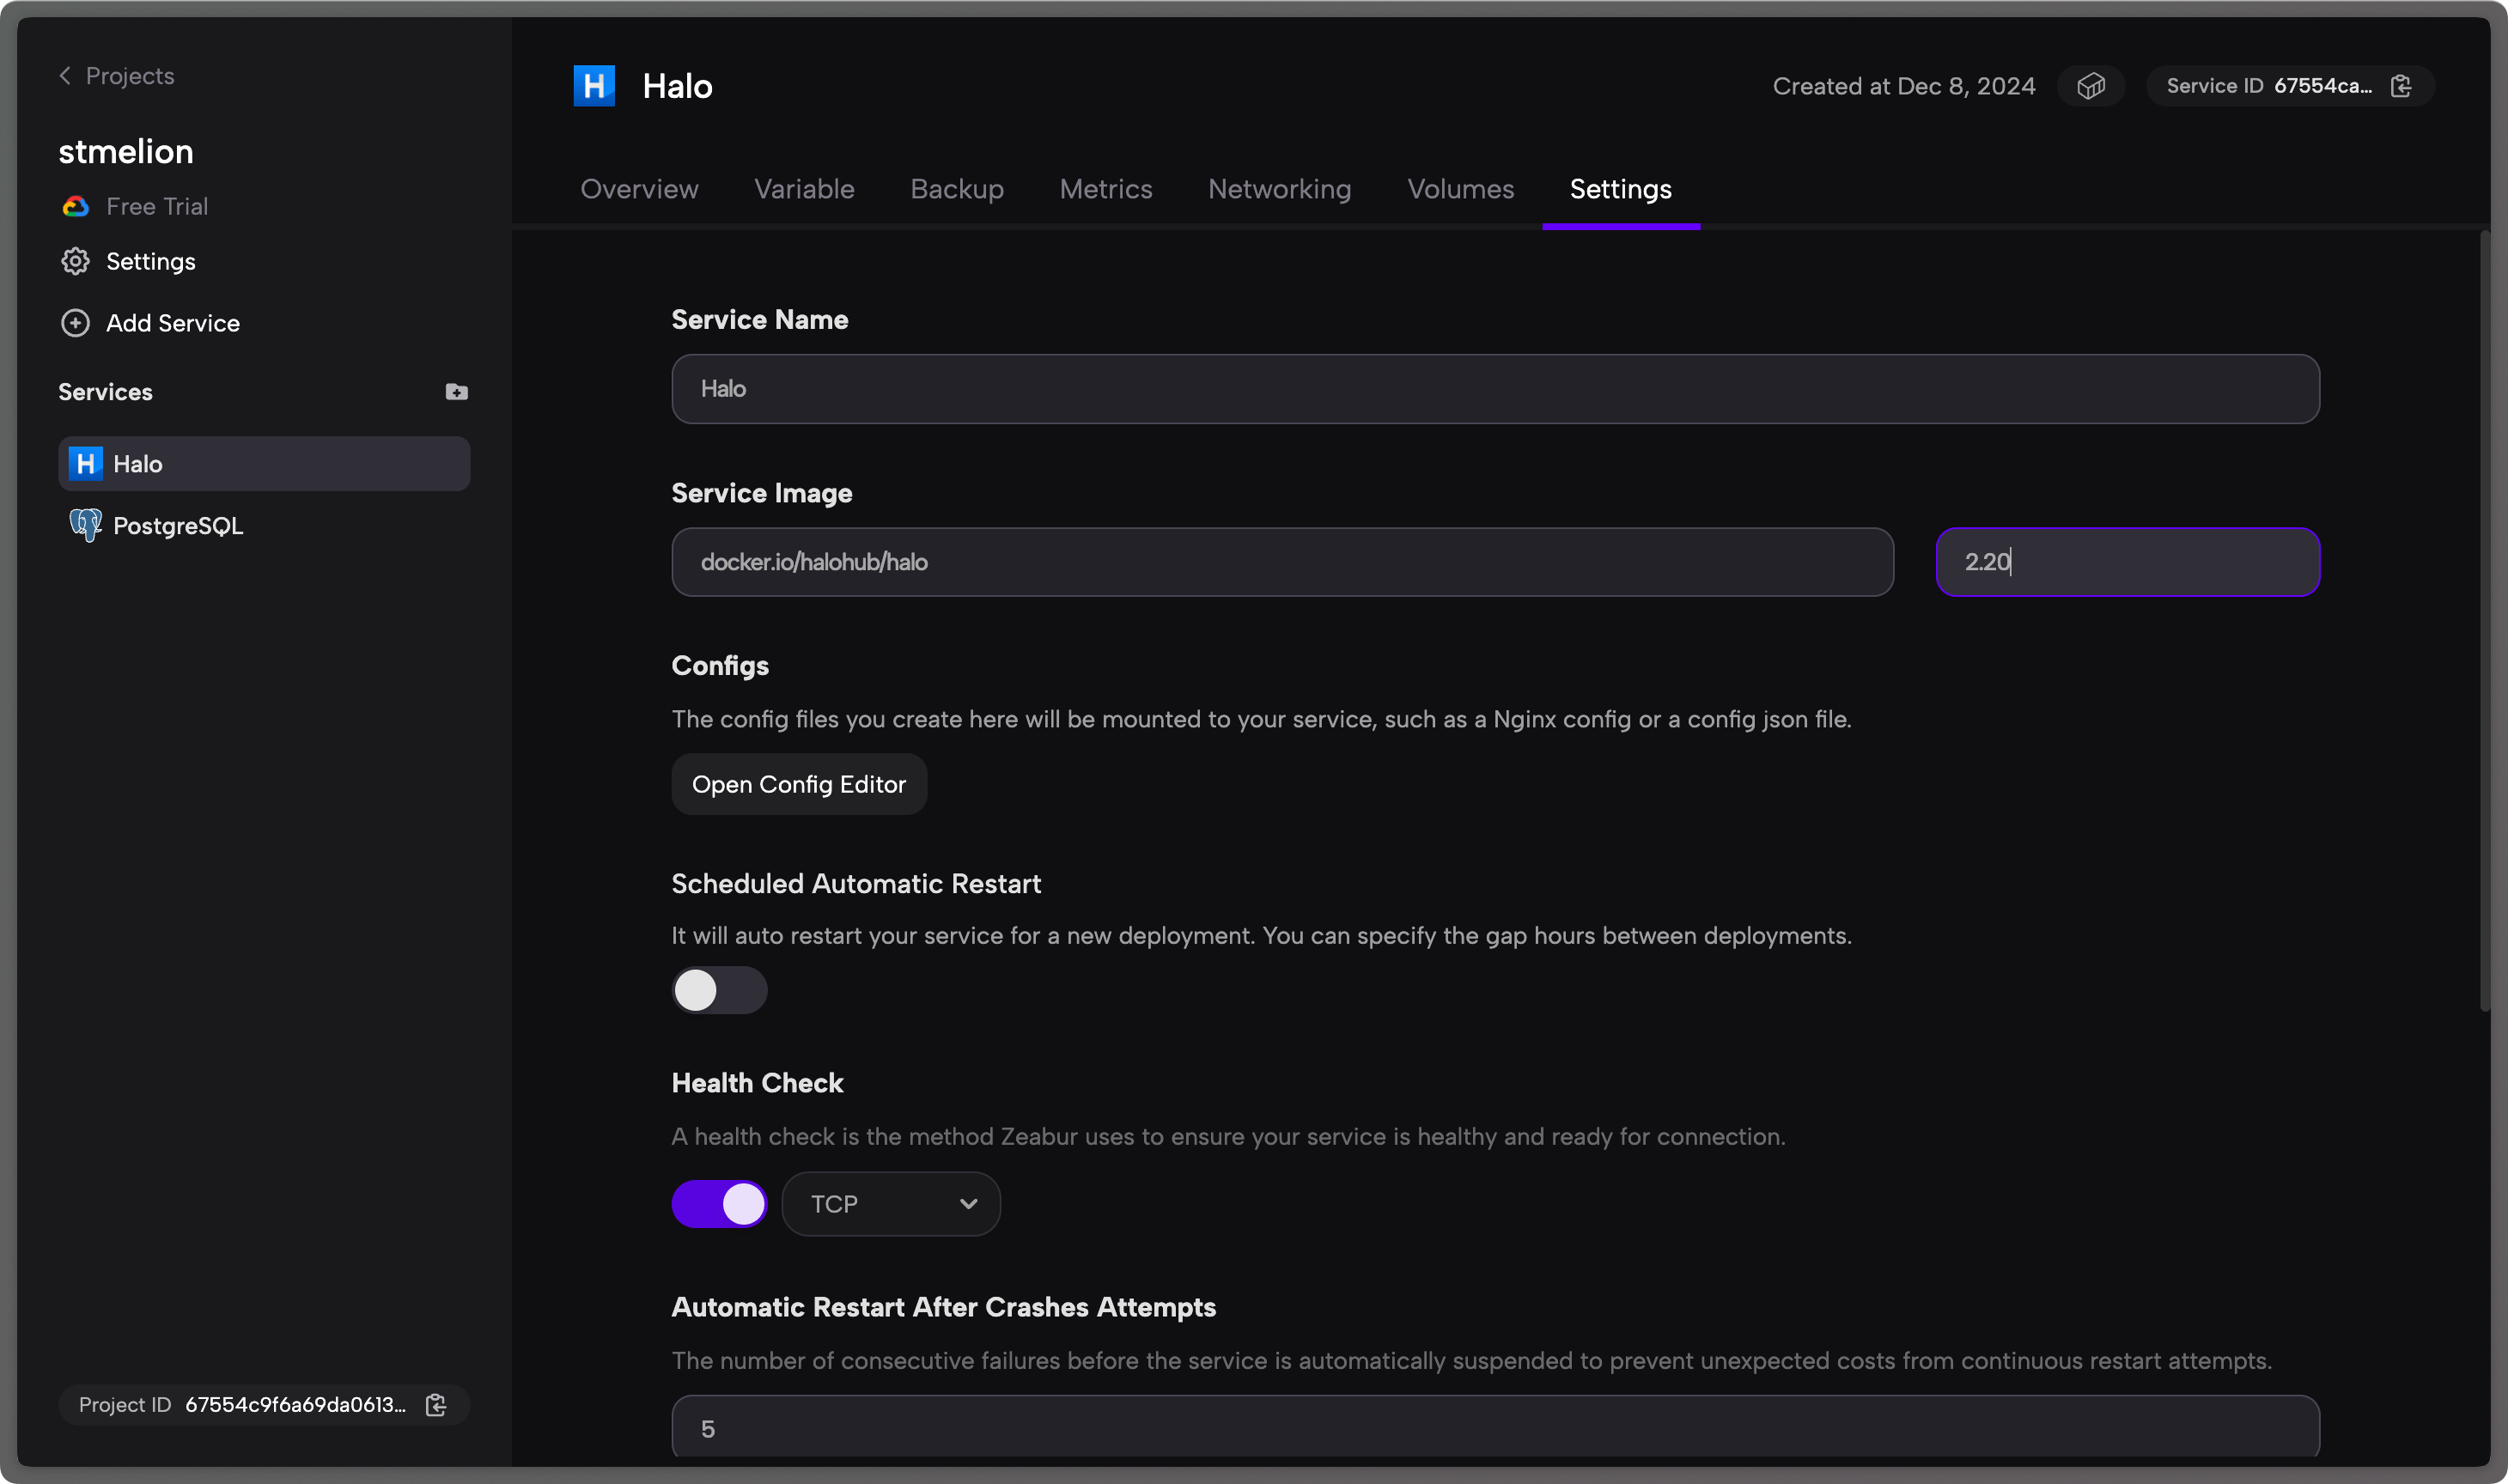 Projects
stmelion
Free Trial
Settings
Add Service
Services
H Halo
PostgreSQL
Project ID 67554c9f6a69da0613...
H Halo
Created at Dec 8, 2024
Service ID 67554ca...
Overview Variable Backup Metrics Networking Volumes Settings
Service Name
Halo
Service Image
docker.io/halohub/halo 2.20
Configs
The config files you create here will be mounted to your service, such as a Nginx config or a config json file.
Open Config Editor
Scheduled Automatic Restart
It will auto restart your service for a new deployment. You can specify the gap hours between deployments.
Health Check
A health check is the method Zeabur uses to ensure your service is healthy and ready for connection.
TCP
Automatic Restart After Crashes Attempts
The number of consecutive failures before the service is automatically suspended to prevent unexpected costs from continuous restart attempts.
5